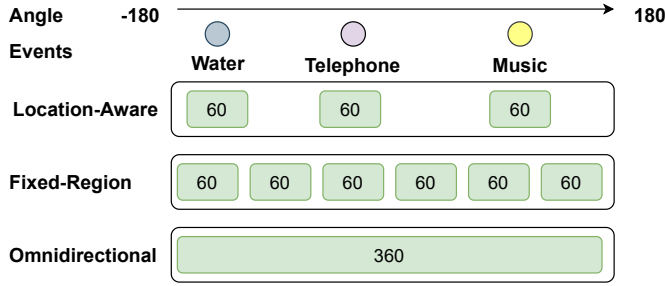 Angle -180 180
Events
Water Telephone Music
Location-Aware 60 60 60
Fixed-Region 60 60 60 60 60 60
Omnidirectional 360